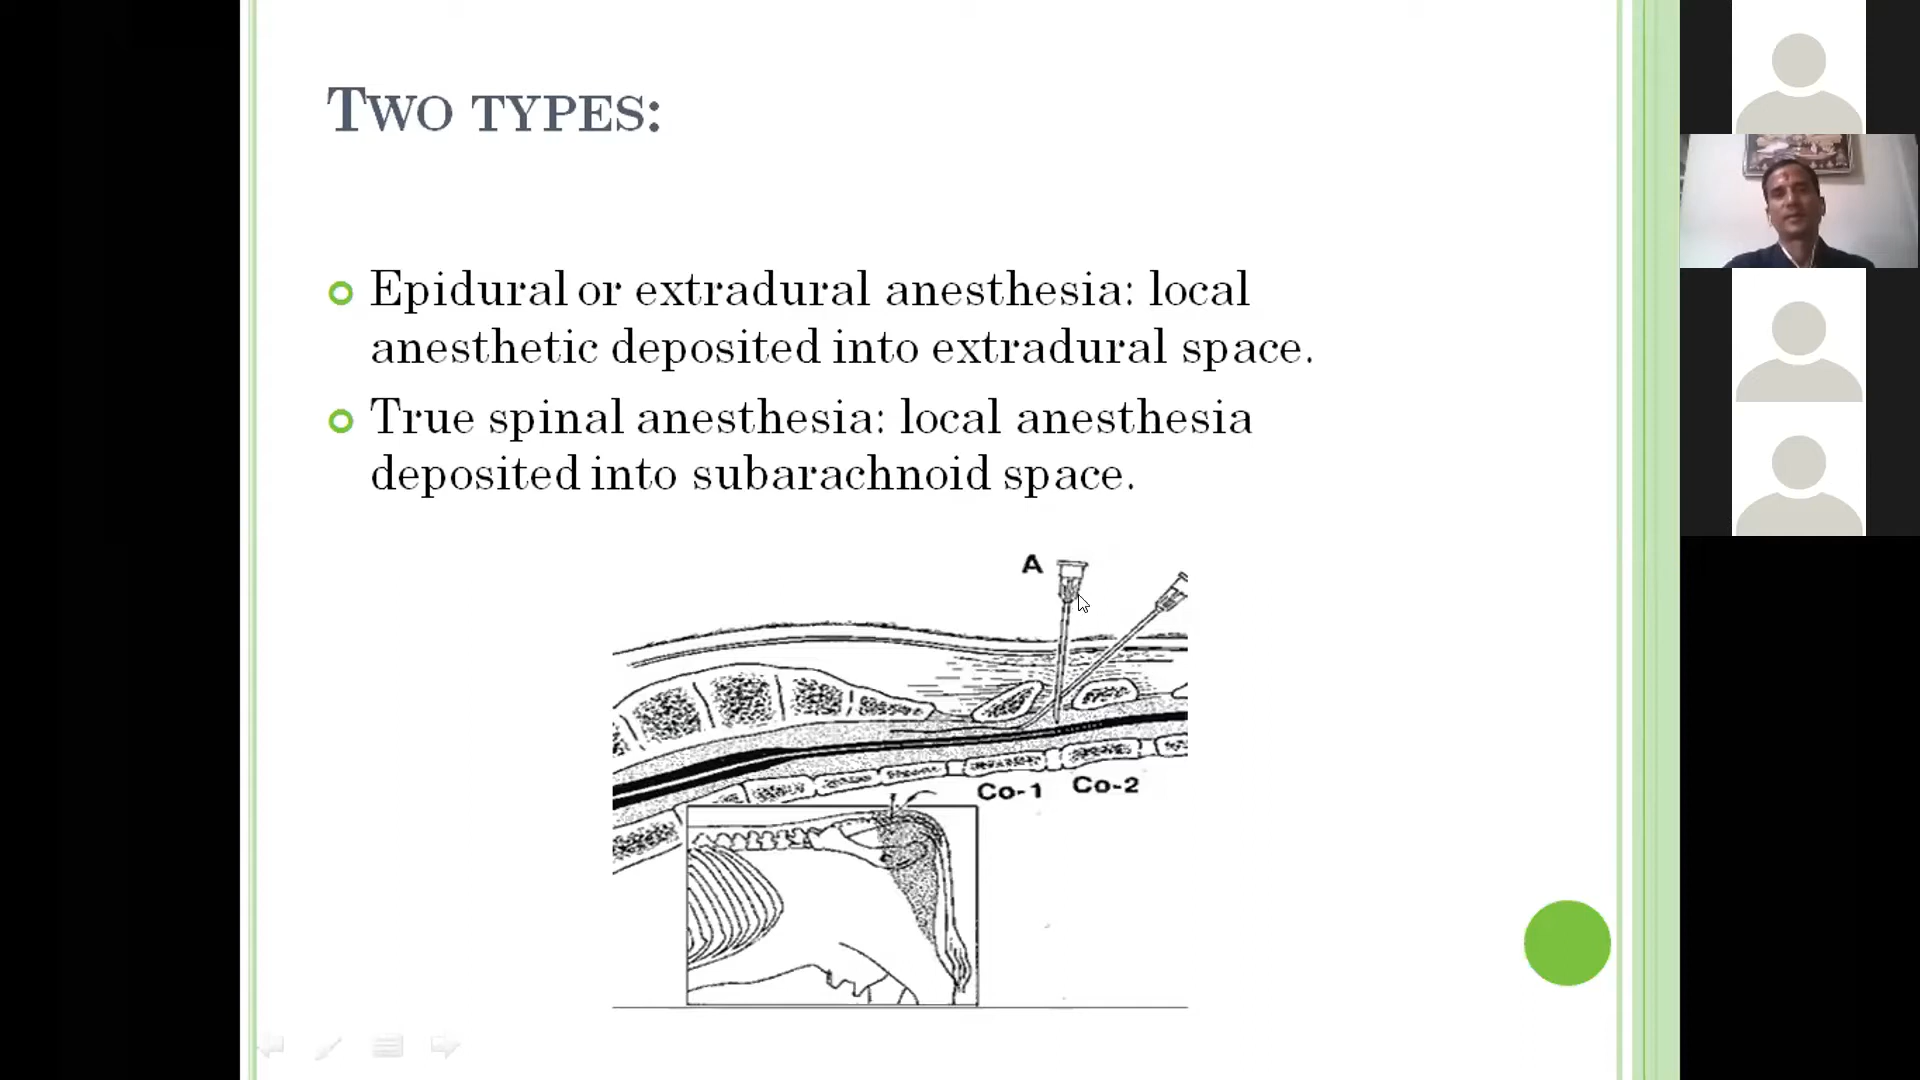 TWO TYPES:
Epidural or extradural anesthesia: local
anesthetic deposited into extradural space.
True spinal anesthesia: local anesthesia
deposited into subarachnoid space.
A
Co-1 Co-2